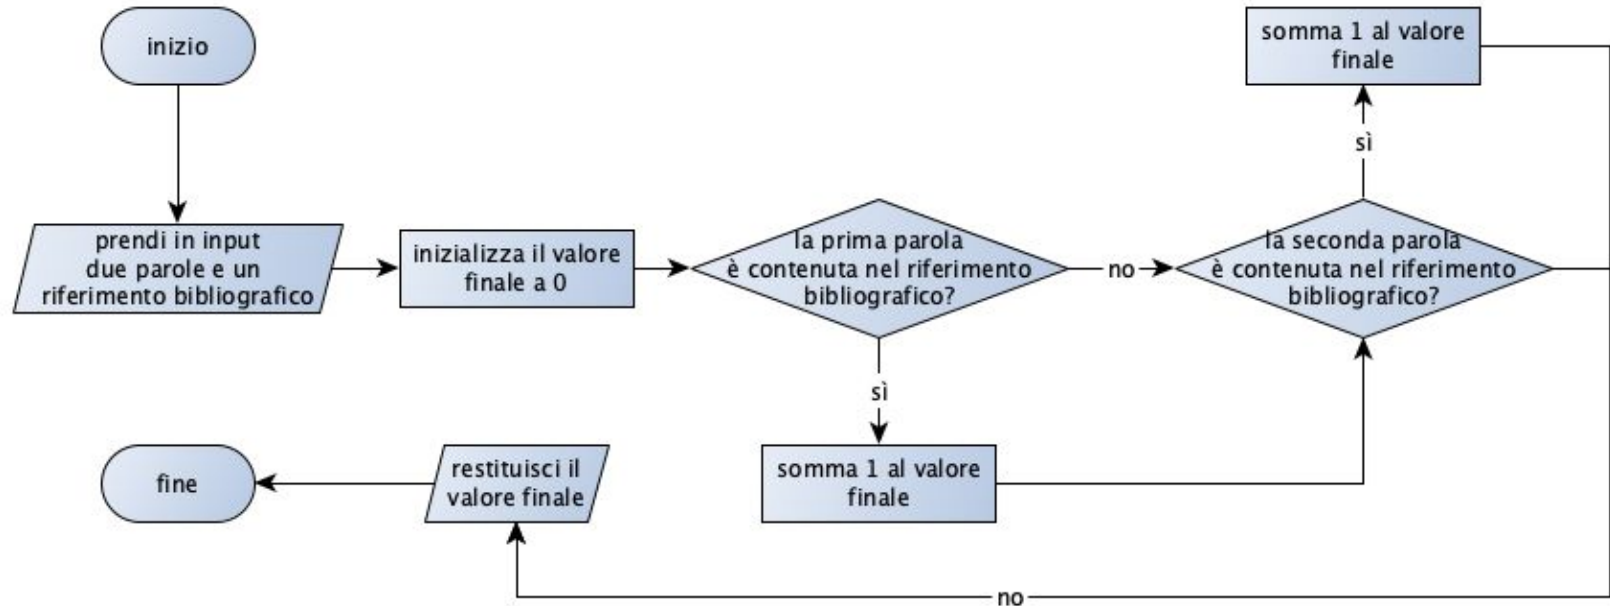 inizio
prendi in input
due parole e un
riferimento bibliografico
inizializza il valore
finale a 0
la prima parola
è contenuta nel riferimento
bibliografico?
no
sì
somma 1 al valore
finale
la seconda parola
è contenuta nel riferimento
bibliografico?
sì
somma 1 al valore
finale
no
restituisci il
valore finale
fine